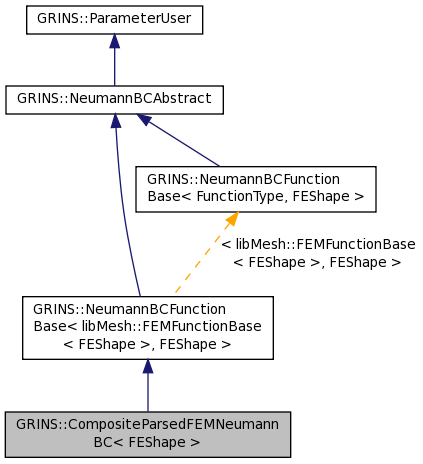 GRINS::ParameterUser
GRINS::NeumannBCAbstract
GRINS::NeumannBCFunction
Base< FunctionType, FEShape >
< libMesh::FEMFunctionBase
< FEShape >, FEShape >
GRINS::NeumannBCFunction
Base< libMesh::FEMFunctionBase
< FEShape >, FEShape >
GRINS::CompositeParsedFEMNeumann
BC< FEShape >